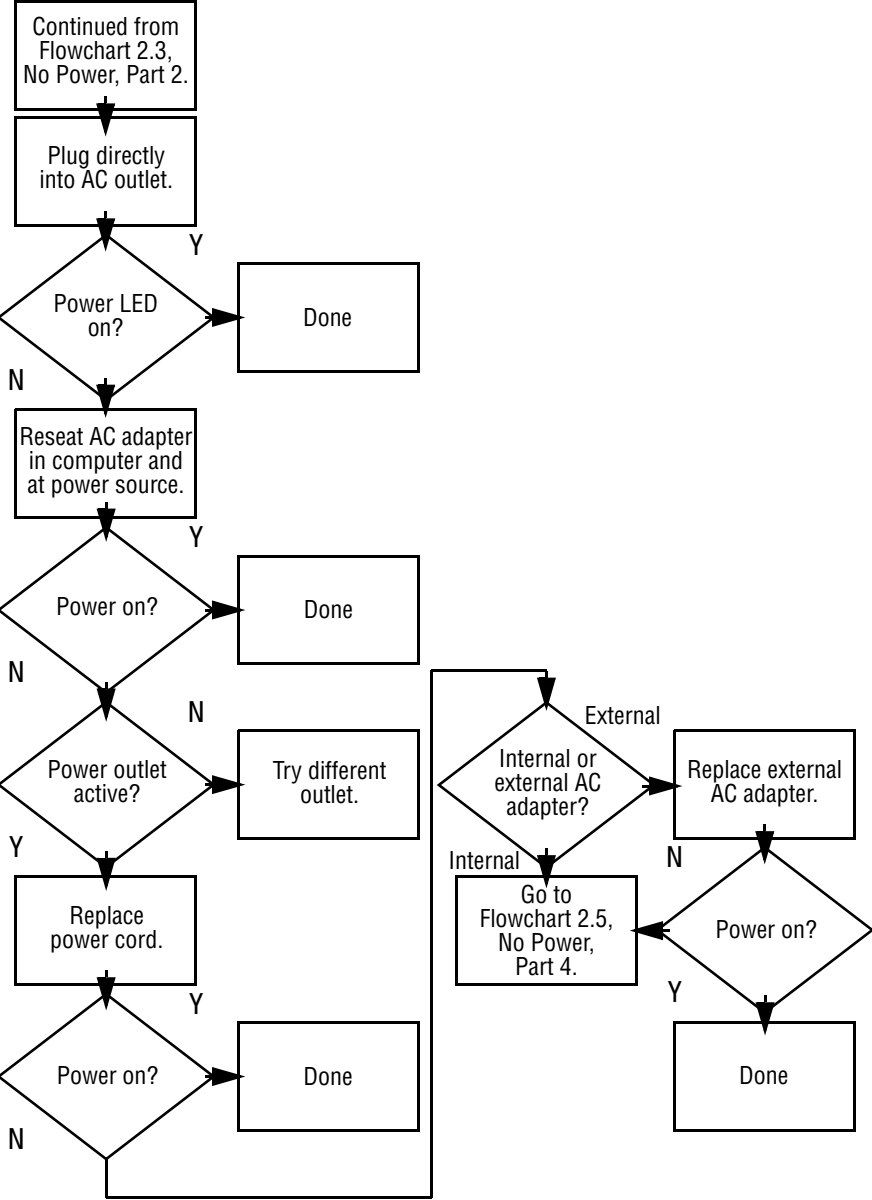 Continued from
Flowchart 2.3,
No Power, Part 2.
Plug directly
into AC outlet.
Y
Power LED
on?
Done
N
Reseat AC adapter
in computer and
at power source.
Y
Power on?
Done
N
N
Power outlet
active?
Try different
outlet.
Y
Replace
power cord.
Y
Power on?
Done
N
External
Internal or
external AC
adapter?
Replace external
AC adapter.
Internal
N
Go to
Flowchart 2.5,
No Power,
Part 4.
Power on?
Y
Done